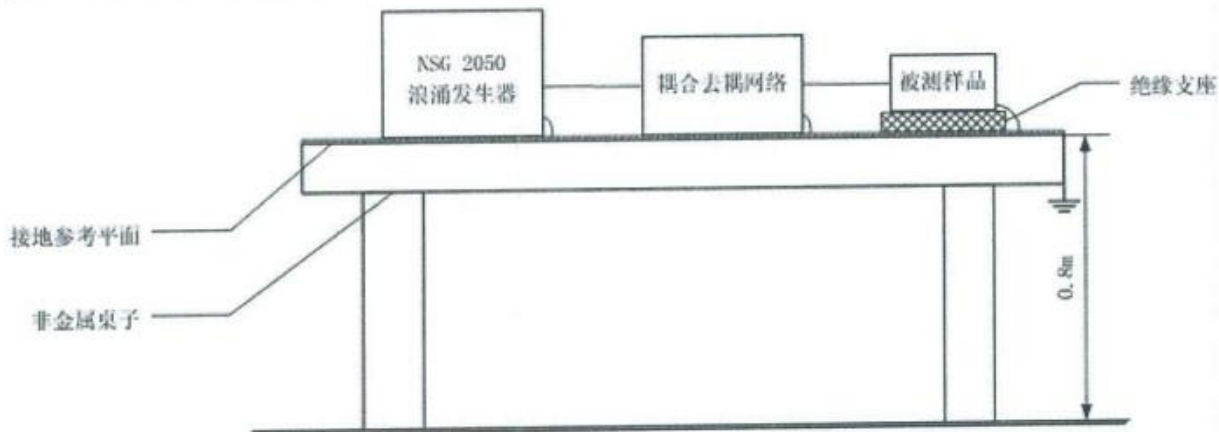 NSG 2050
浪涌发生器
耦合去耦网络
被测样品
绝缘支座
接地参考平面
0.8m
非金属桌子